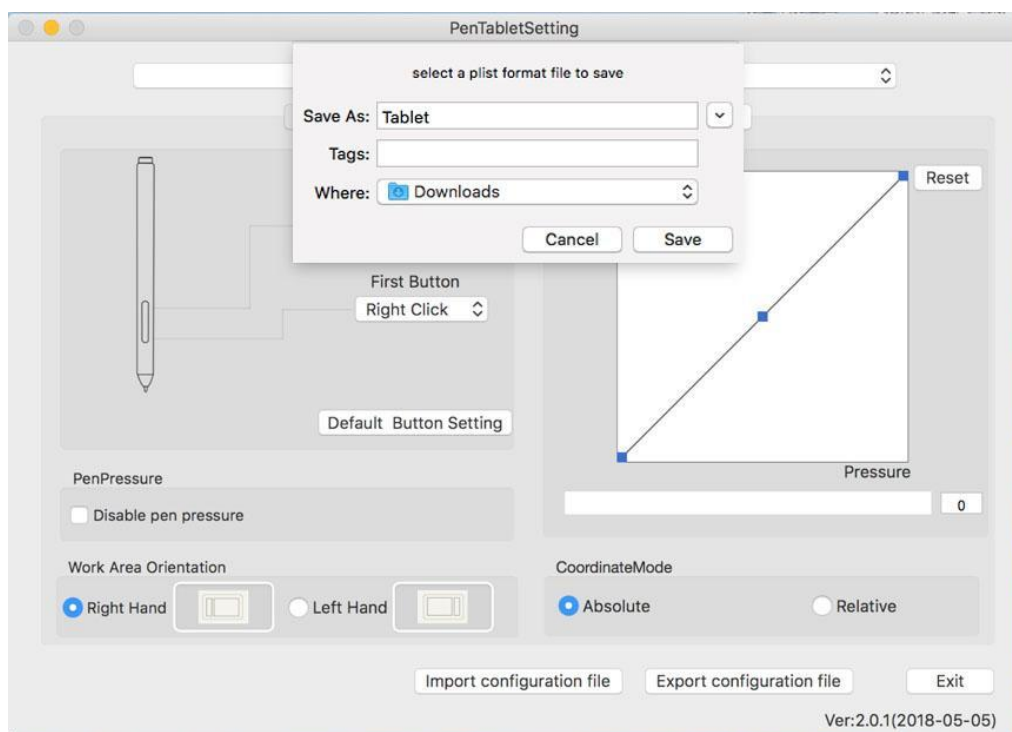 PenTabletSetting
select a plist format file to save
Save As: Tablet
Tags:
Where: Downloads
Cancel Save
Reset
First Button
Right Click
Default Button Setting
Pressure
0
PenPressure
Disable pen pressure
Work Area Orientation
Right Hand Left Hand
CoordinateMode
Absolute Relative
Import configuration file Export configuration file Exit
Ver:2.0.1(2018-05-05)